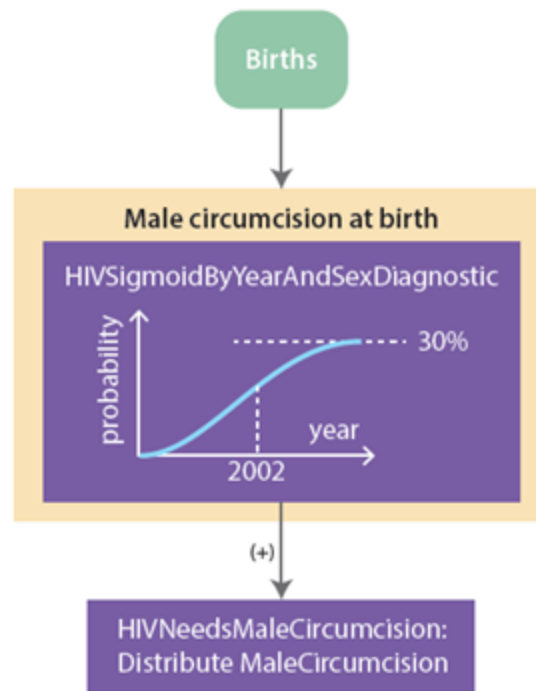 Births
Male circumcision at birth
HIVSigmoidByYearAndSexDiagnostic
probability
30%
year
2002
(+)
HIVNeedsMaleCircumcision:
Distribute MaleCircumcision